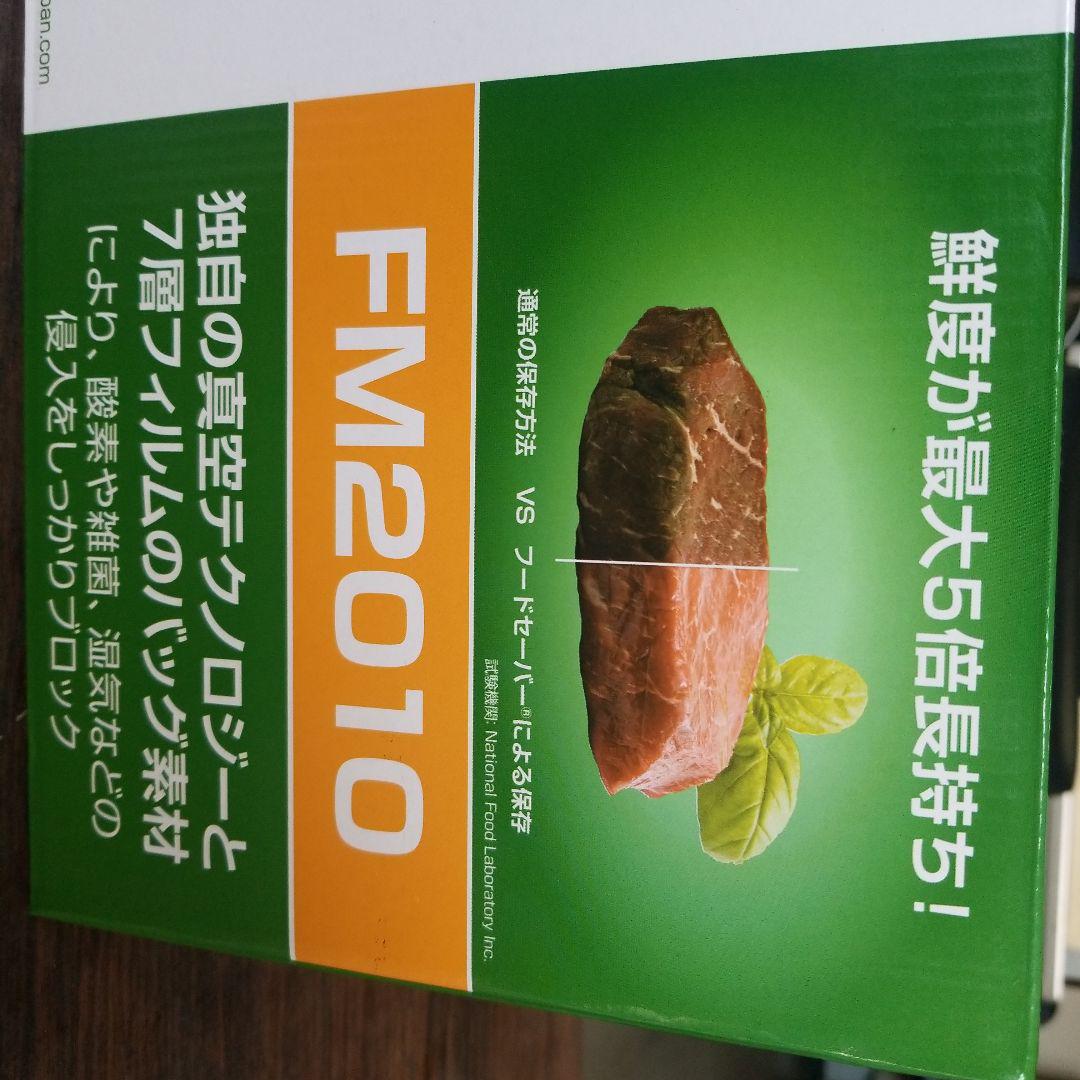 鮮度が最大5倍長持ち!
通常の保存方法 VS フードセーバー®による保存
試験機関: National Food Laboratory Inc.
FM2010
独自の真空テクノロジーと
7層フィルムのバッグ素材
により、酸素や雑菌、湿気などの
侵入をしっかりブロック
pan.com